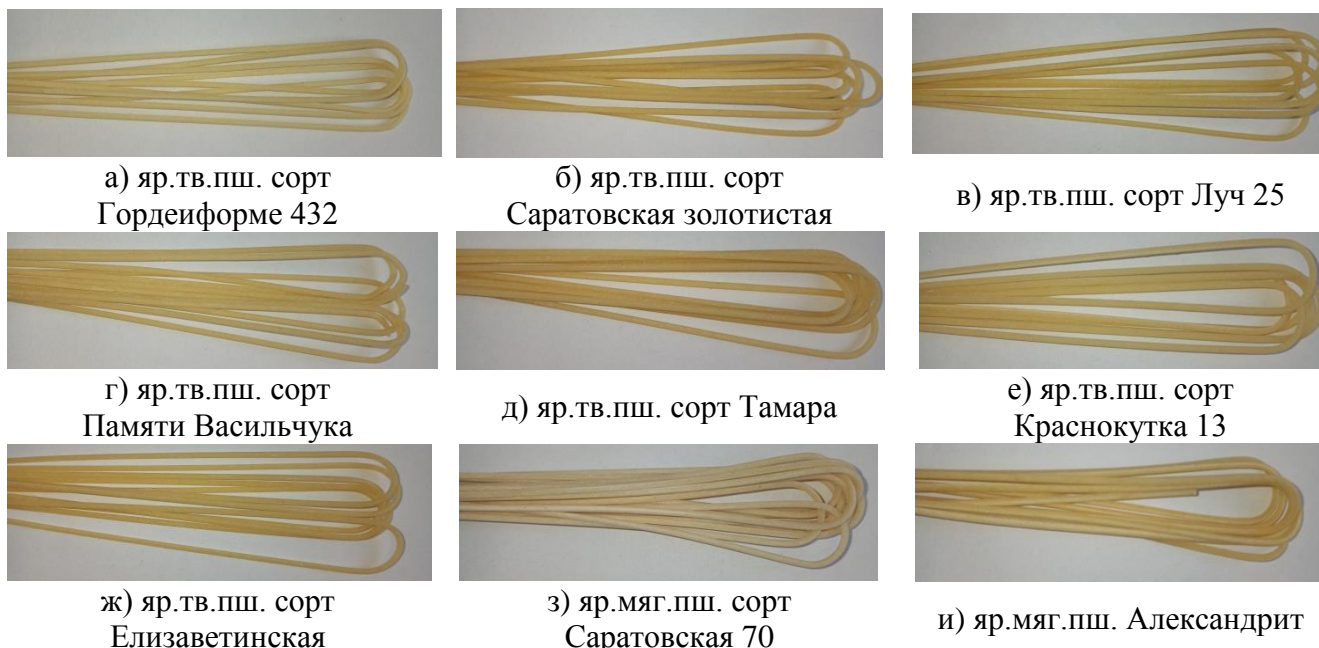 а) яр.тв.пш. сорт
Гордеиформе 432
б) яр.тв.пш. сорт
Саратовская золотистая
в) яр.тв.пш. сорт Луч 25
г) яр.тв.пш. сорт
Памяти Васильчука
д) яр.тв.пш. сорт Тамара
е) яр.тв.пш. сорт
Краснокутка 13
ж) яр.тв.пш. сорт
Елизаветинская
з) яр.мяг.пш. сорт
Саратовская 70
и) яр.мяг.пш. Александрит